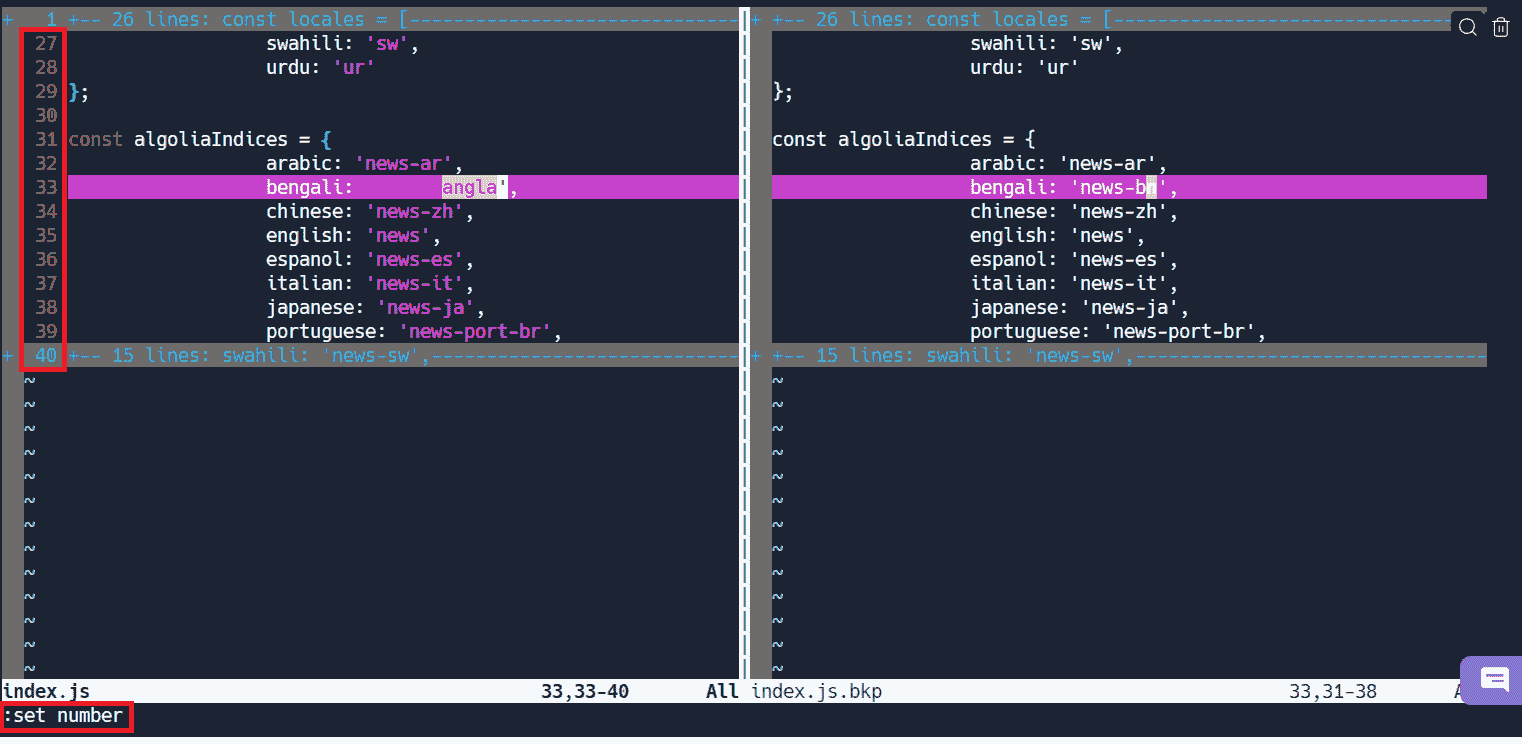 + 1 +-- 26 lines: const locales = [------------------------------
27 swahili: 'sw',
28 urdu: 'ur'
29 };
30
31 const algoliaIndices = {
32 arabic: 'news-ar',
33 bengali: angla',
34 chinese: 'news-zh',
35 english: 'news',
36 espanol: 'news-es',
37 italian: 'news-it',
38 japanese: 'news-ja',
39 portuguese: 'news-port-br',
+ 40 +-- 15 lines: swahili: 'news-sw',----------------------------
~
~
~
~
~
~
~
~
~
~
~
~
~
index.js 33,33-40 All
+ +-- 26 lines: const locales = [-------------------------------
swahili: 'sw',
urdu: 'ur'
};
const algoliaIndices = {
arabic: 'news-ar',
bengali: ',
chinese: 'news-zh',
english: 'news',
espanol: 'news-es',
italian: 'news-it',
japanese: 'news-ja',
portuguese: 'news-port-br',
+ +-- 15 lines: swahili: 'news-sw',--------------------------------
~
~
~
~
~
~
~
~
~
~
~
~
~
index.js.bkp 33,31-38
:set number